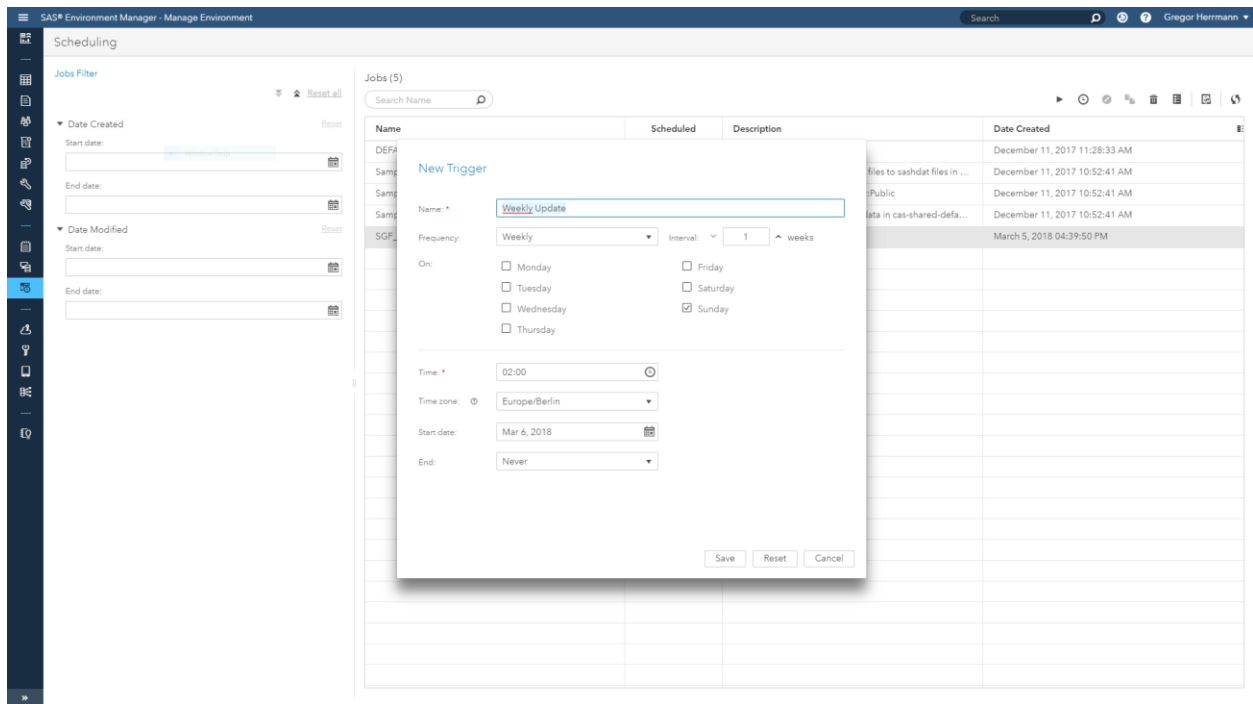 SAS® Environment Manager - Manage Environment
Search
Gregor Herrmann
Scheduling
Jobs Filter
Reset all
Date Created
Reset
Start date:
End date:
Date Modified
Reset
Start date:
End date:
Jobs (5)
Search Name
Name Scheduled Description Date Created
DEFA December 11, 2017 11:28:33 AM
Samp files to sashdat files in ... December 11, 2017 10:52:41 AM
Samp :Public December 11, 2017 10:52:41 AM
Samp data in cas-shared-defa... December 11, 2017 10:52:41 AM
SGF_ March 5, 2018 04:39:50 PM
New Trigger
Name: * Weekly Update
Frequency: Weekly Interval: 1 weeks
On:
Monday Friday
Tuesday Saturday
Wednesday Sunday
Thursday
Time: * 02:00
Time zone: Europe/Berlin
Start date: Mar 6, 2018
End: Never
Save Reset Cancel